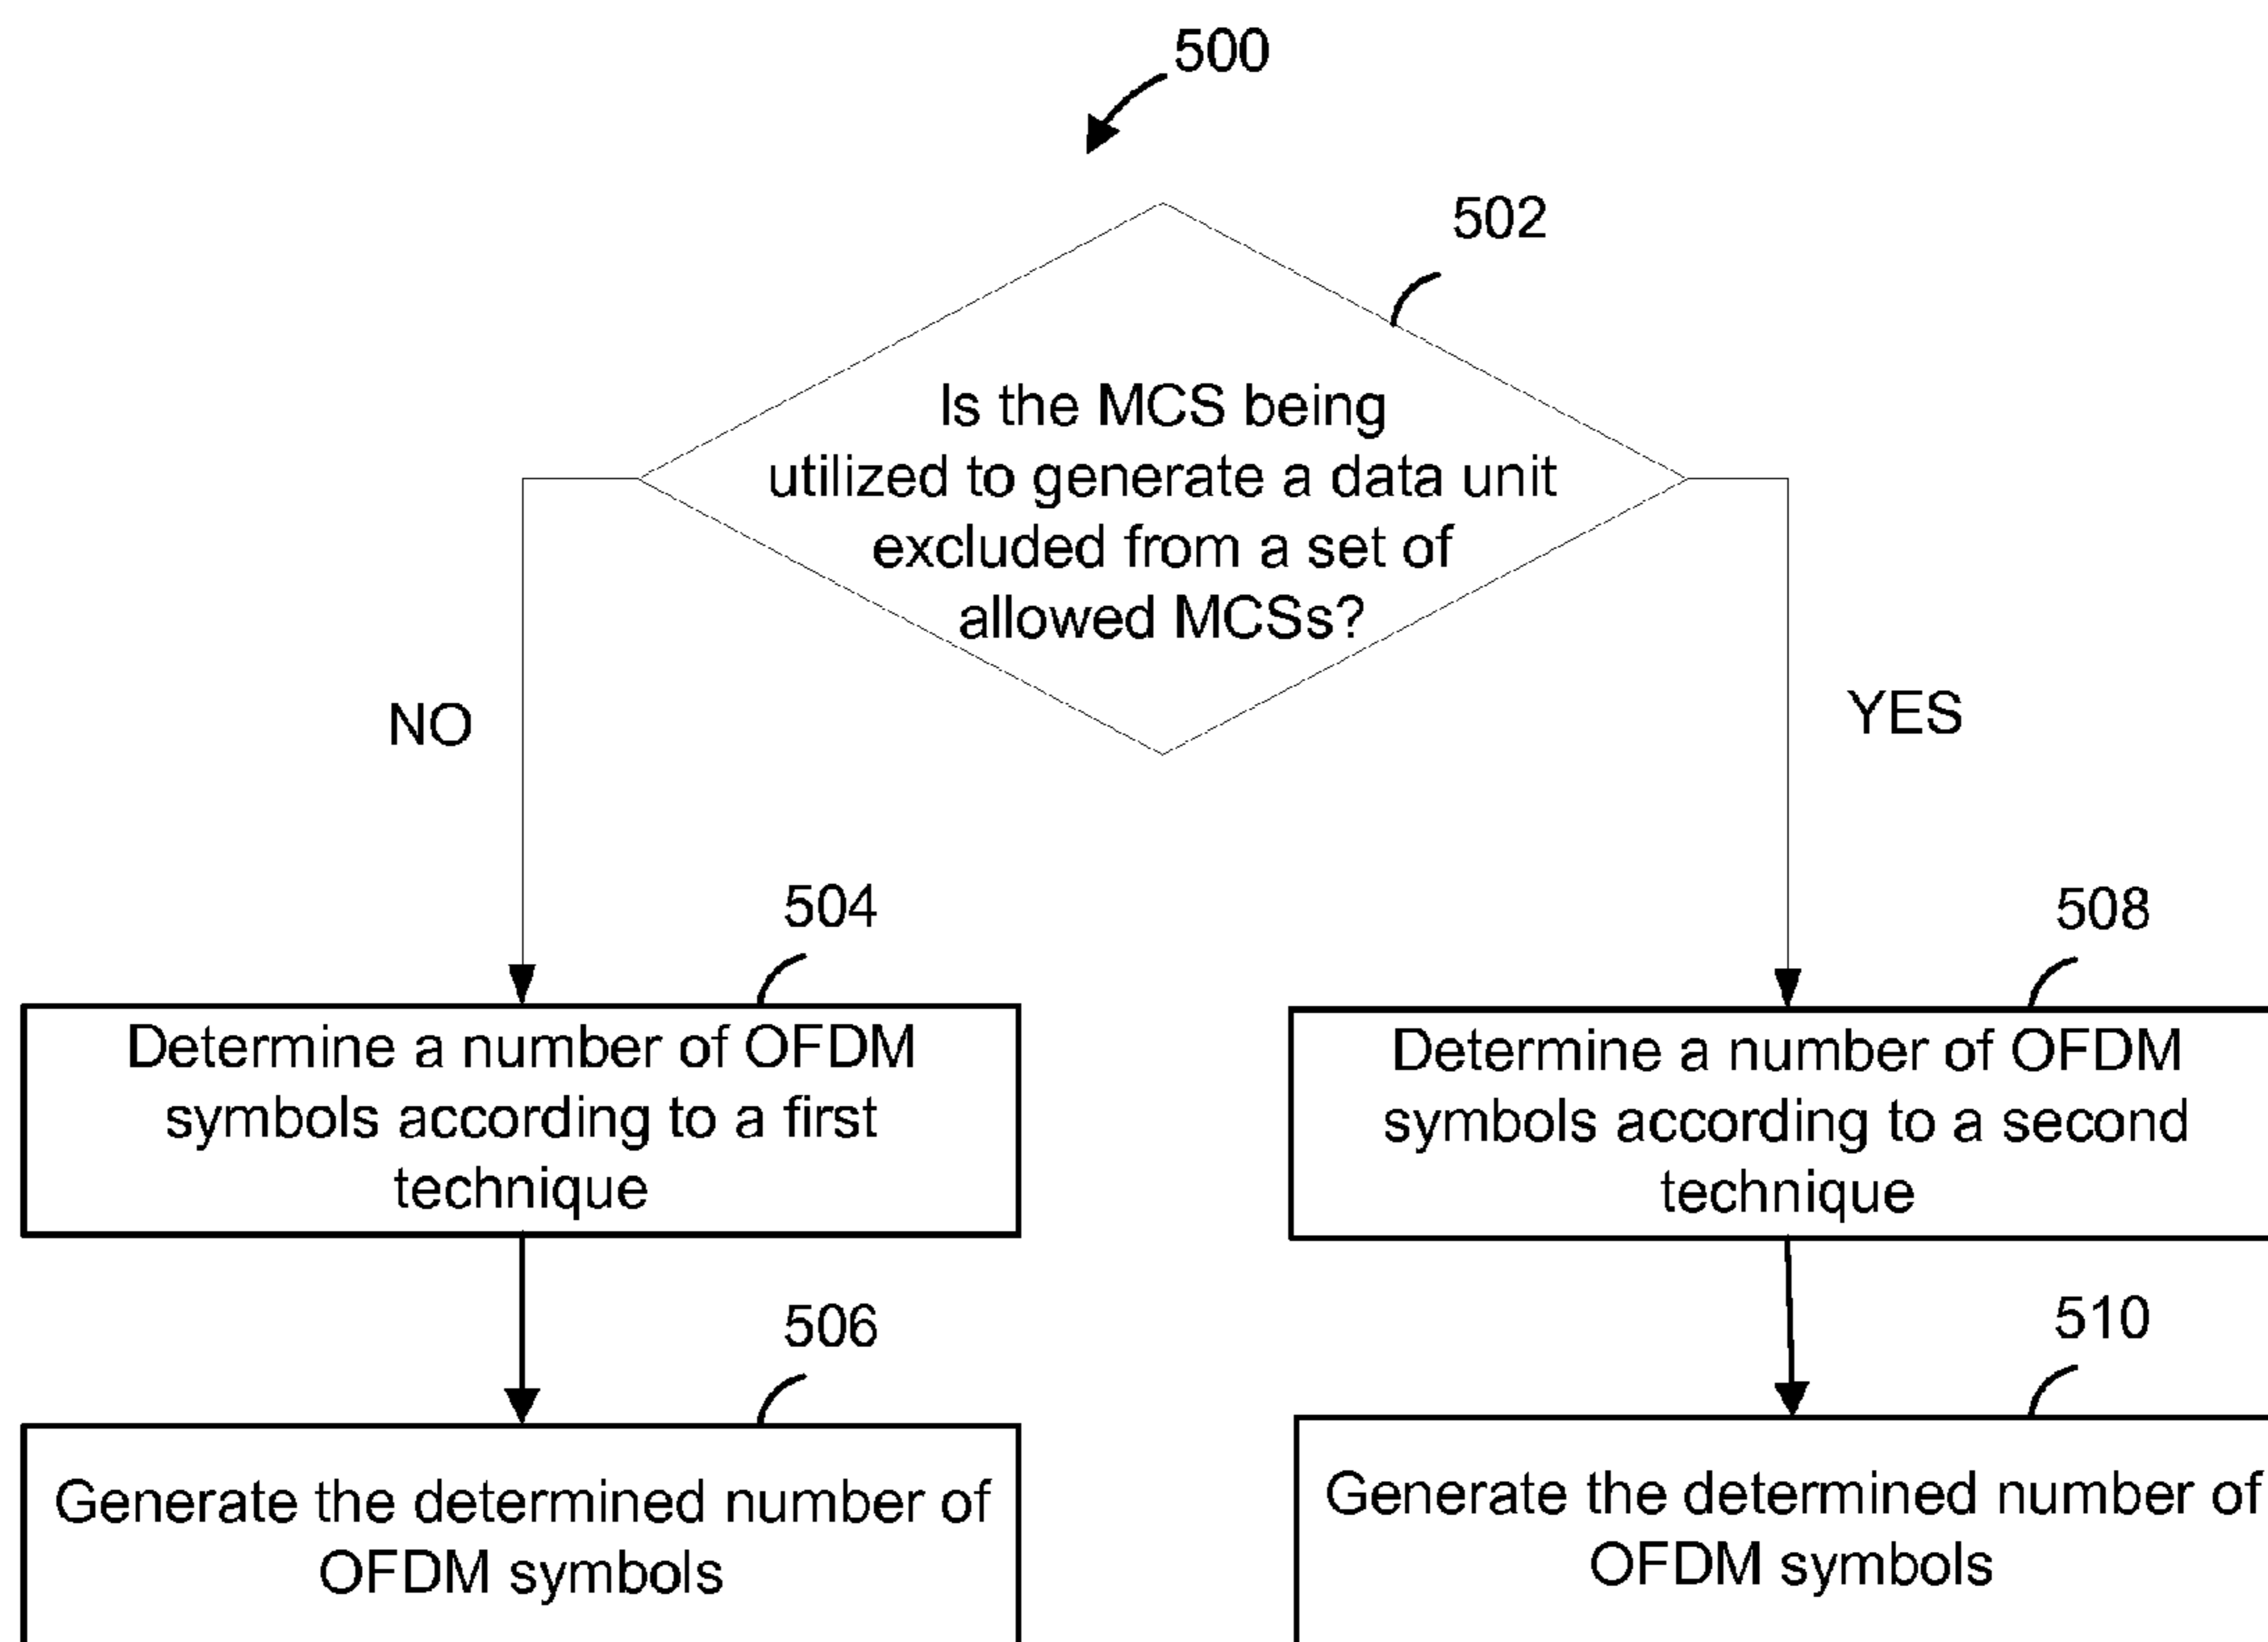 500
502
Is the MCS being
utilized to generate a data unit
excluded from a set of
allowed MCSs?
NO
YES
504
Determine a number of OFDM
symbols according to a first
technique
508
Determine a number of OFDM
symbols according to a second
technique
506
Generate the determined number of
OFDM symbols
510
Generate the determined number of
OFDM symbols